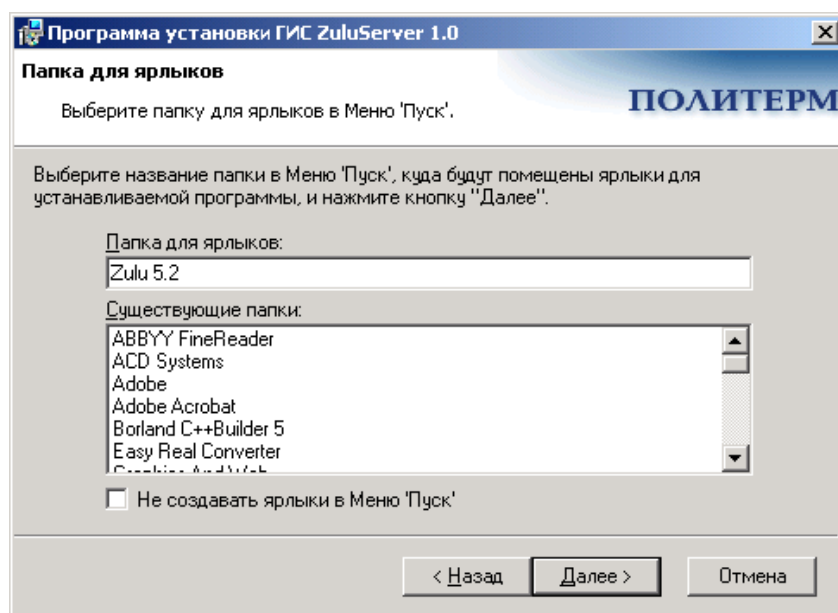 Программа установки ГИС ZuluServer 1.0
Папка для ярлыков
Выберите папку для ярлыков в Меню 'Пуск'.
ПОЛИТЕРМ
Выберите название папки в Меню 'Пуск', куда будут помещены ярлыки для
устанавливаемой программы, и нажмите кнопку "Далее".
Папка для ярлыков:
Zulu 5.2
Существующие папки:
ABBYY FineReader
ACD Systems
Adobe
Adobe Acrobat
Borland C++Builder 5
Easy Real Converter
Не создавать ярлыки в Меню 'Пуск'
< Назад
Далее >
Отмена